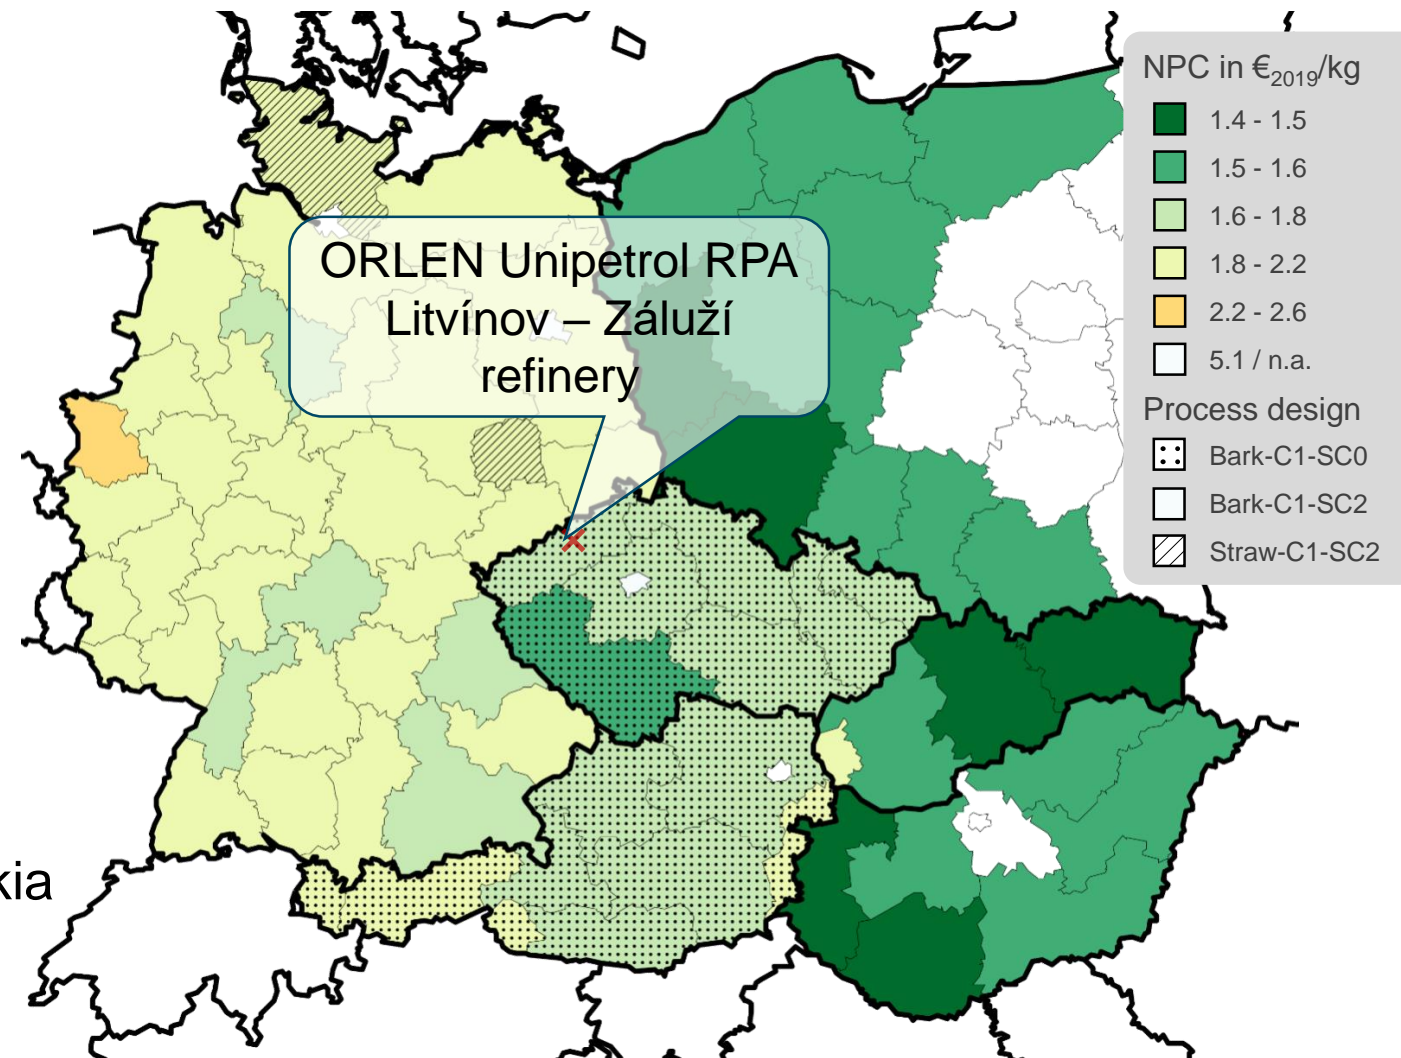 NPC in €2019/kg
1.4 - 1.5
1.5 - 1.6
1.6 - 1.8
1.8 - 2.2
2.2 - 2.6
5.1 / n.a.
Process design
Bark-C1-SC0
Bark-C1-SC2
Straw-C1-SC2
ORLEN Unipetrol RPA
Litvínov – Záluží
refinery
kia